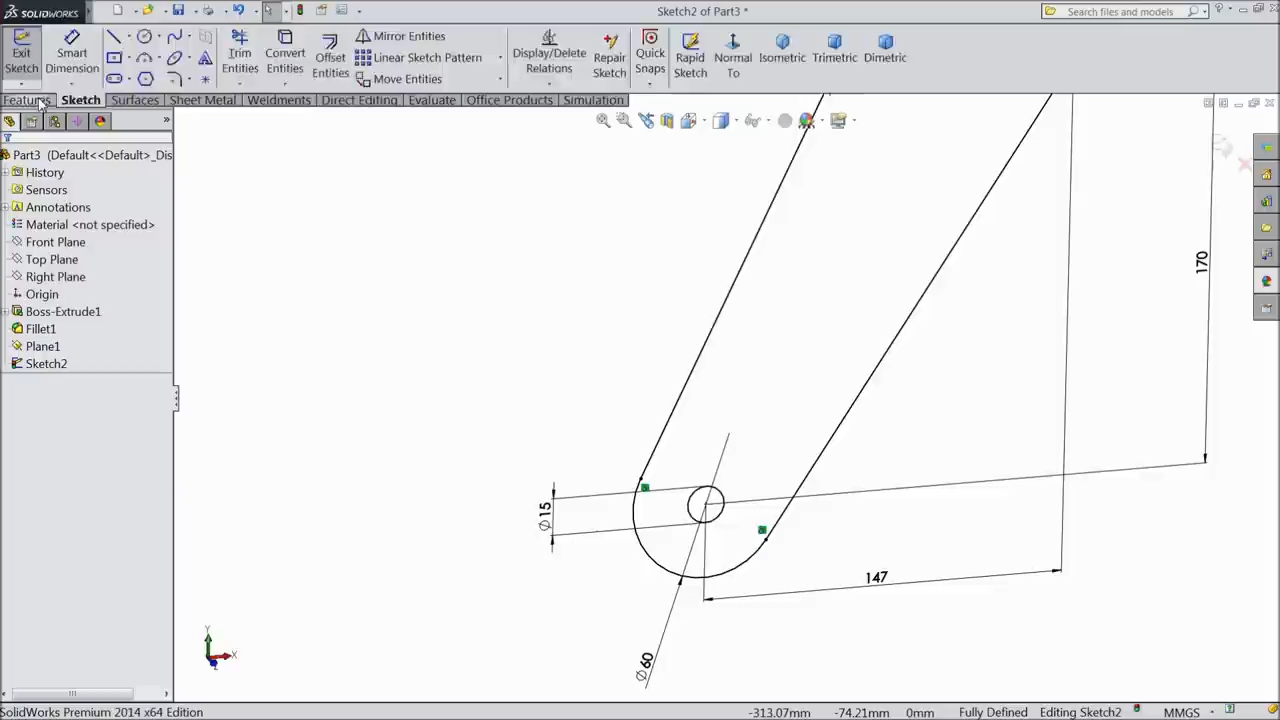 SOLIDWORKS
Sketch2 of Part3 *
Search files and models
Exit Sketch
Smart Dimension
Trim Entities
Convert Entities
Offset Entities
Mirror Entities
Linear Sketch Pattern
Move Entities
Display/Delete Relations
Repair Sketch
Quick Snaps
Rapid Sketch
Normal To
Isometric
Trimetric
Dimetric
Features
Sketch
Surfaces
Sheet Metal
Weldments
Direct Editing
Evaluate
Office Products
Simulation
Part3 (Default<<Default>_Dis
History
Sensors
Annotations
Material <not specified>
Front Plane
Top Plane
Right Plane
Origin
Boss-Extrude1
Fillet1
Plane1
Sketch2
170
Ø15
147
Ø60
Y
X
Z
SolidWorks Premium 2014 x64 Edition
-313.07mm
-74.21mm
0mm
Fully Defined
Editing Sketch2
MMGS